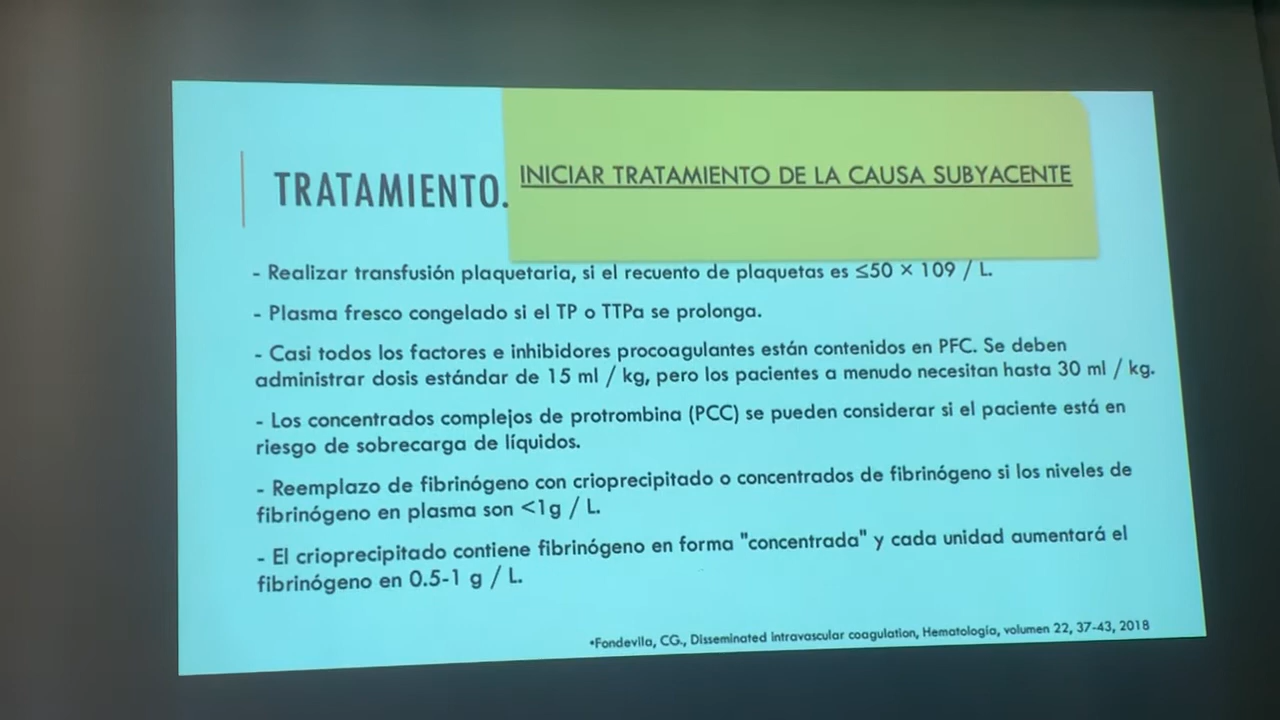 TRATAMIENTO.
INICIAR TRATAMIENTO DE LA CAUSA SUBYACENTE
- Realizar transfusión plaquetaria, si el recuento de plaquetas es ≤50 × 109 / L.
- Plasma fresco congelado si el TP o TTPa se prolonga.
- Casi todos los factores e inhibidores procoagulantes están contenidos en PFC. Se deben
administrar dosis estándar de 15 ml / kg, pero los pacientes a menudo necesitan hasta 30 ml / kg.
- Los concentrados complejos de protrombina (PCC) se pueden considerar si el paciente está en
riesgo de sobrecarga de líquidos.
- Reemplazo de fibrinógeno con crioprecipitado o concentrados de fibrinógeno si los niveles de
fibrinógeno en plasma son <1g / L.
- El crioprecipitado contiene fibrinógeno en forma "concentrada" y cada unidad aumentará el
fibrinógeno en 0.5-1 g / L.
•Fondevila, CG., Disseminated intravascular coagulation, Hematología, volumen 22, 37-43, 2018